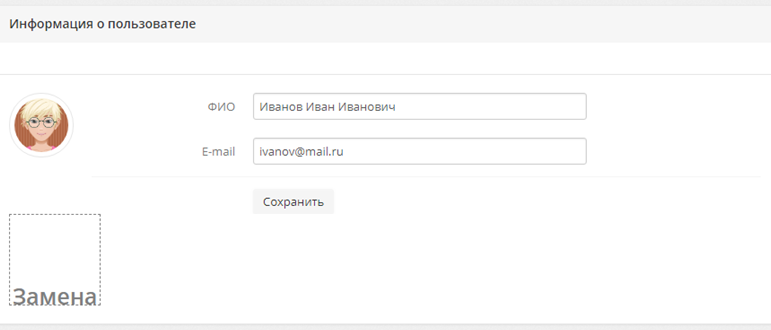 Информация о пользователе
ФИО Иванов Иван Иванович
E-mail ivanov@mail.ru
Сохранить
Замена